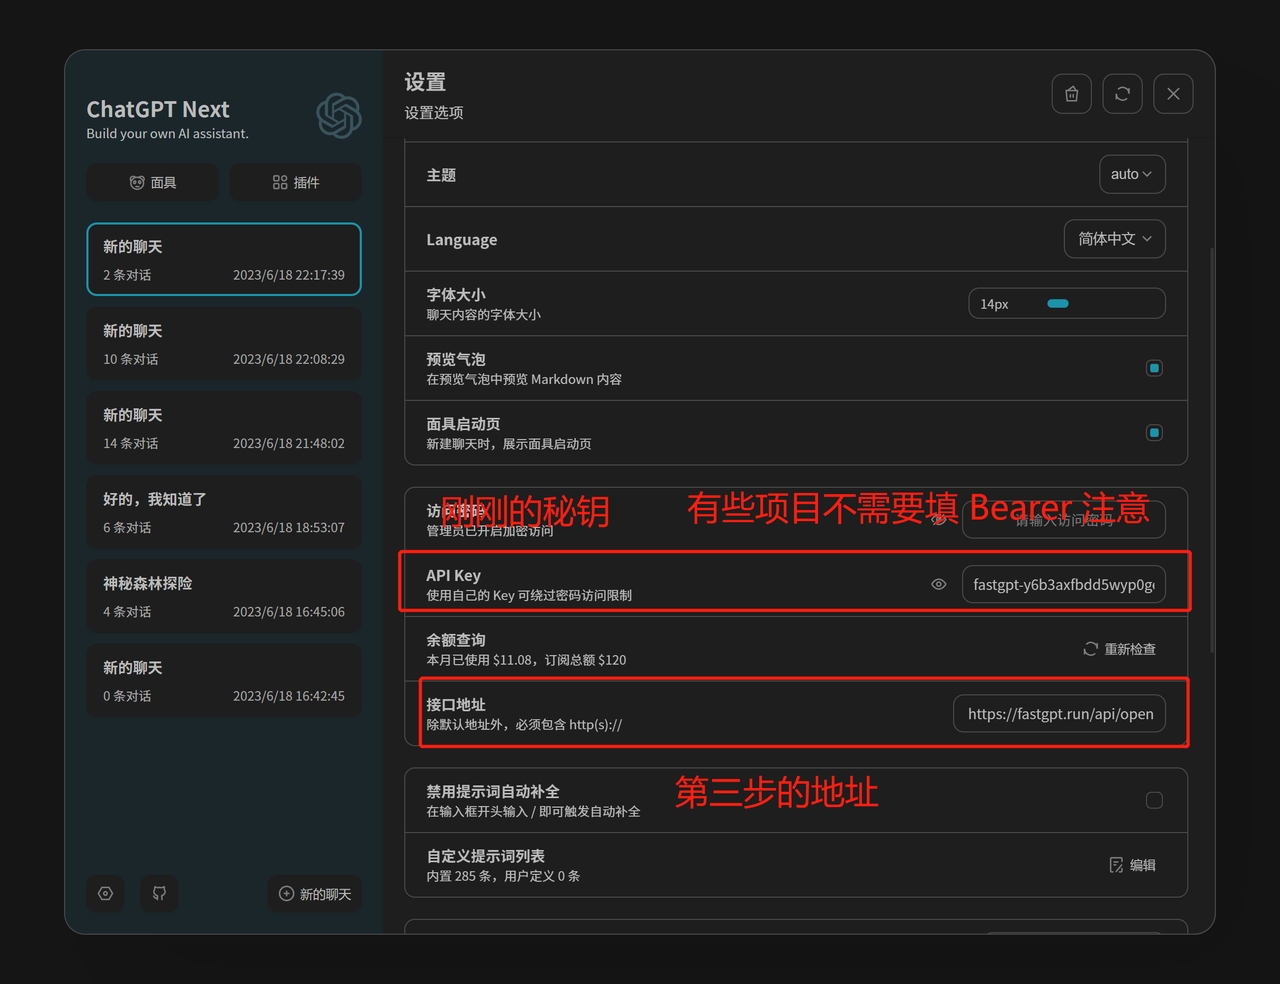 ChatGPT Next
Build your own AI assistant.
面具
插件
新的聊天
2 条对话
2023/6/18 22:17:39
新的聊天
10 条对话
2023/6/18 22:08:29
新的聊天
14 条对话
2023/6/18 21:48:02
好的，我知道了
6 条对话
2023/6/18 18:53:07
神秘森林探险
4 条对话
2023/6/18 16:45:06
新的聊天
0 条对话
2023/6/18 16:42:45
新的聊天
设置
设置选项
主题
auto
Language
简体中文
字体大小
聊天内容的字体大小
14px
预览气泡
在预览气泡中预览 Markdown 内容
面具启动页
新建聊天时，展示面具启动页
刚刚的秘钥
有些项目不需要填 Bearer 注意
访问密码
管理员已开启加密访问
请输入访问密码
API Key
使用自己的 Key 可绕过密码访问限制
fastgpt-y6b3axfbdd5wyp0g
余额查询
本月已使用 $11.08，订阅总额 $120
重新检查
接口地址
除默认地址外，必须包含 http(s)://
https://fastgpt.run/api/open
第三步的地址
禁用提示词自动补全
在输入框开头输入 / 即可触发自动补全
自定义提示词列表
内置 285 条，用户定义 0 条
编辑